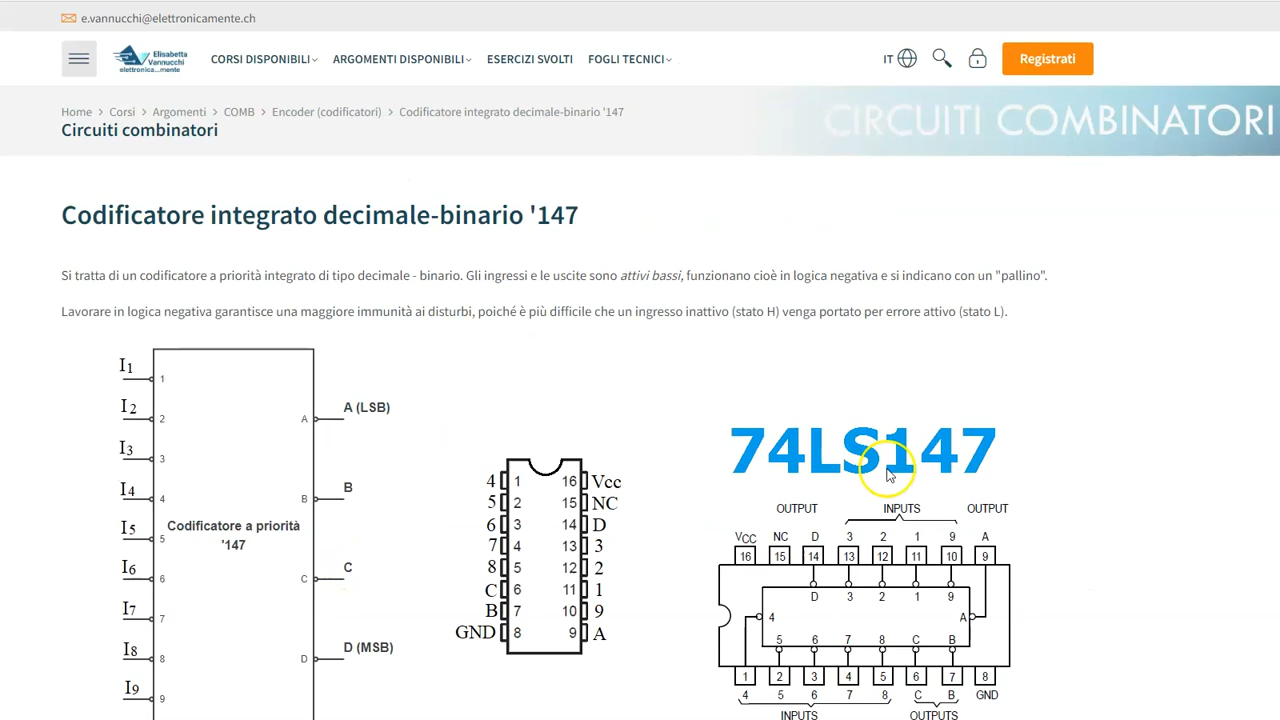 e.vannucchi@elettronicamente.ch
Elisabetta
Vannucchi
elettronica...mente
CORSI DISPONIBILI
ARGOMENTI DISPONIBILI
ESERCIZI SVOLTI
FOGLI TECNICI
IT
Registrati
Home > Corsi > Argomenti > COMB > Encoder (codificatori) > Codificatore integrato decimale-binario '147
Circuiti combinatori
CIRCUITI COMBINATORI
Codificatore integrato decimale-binario '147
Si tratta di un codificatore a priorità integrato di tipo decimale - binario. Gli ingressi e le uscite sono attivi bassi, funzionano cioè in logica negativa e si indicano con un "pallino".
Lavorare in logica negativa garantisce una maggiore immunità ai disturbi, poiché è più difficile che un ingresso inattivo (stato H) venga portato per errore attivo (stato L).
I1 1
I2 2 A A (LSB)
I3 3
I4 4 B B
I5 5
Codificatore a priorità
'147
I6 6 C C
I7 7
I8 8 D D (MSB)
I9 9
4 1 16 Vcc
5 2 15 NC
6 3 14 D
7 4 13 3
8 5 12 2
C 6 11 1
B 7 10 9
GND 8 9 A
74LS147
OUTPUT INPUTS OUTPUT
VCC NC D 3 2 1 9 A
16 15 14 13 12 11 10 9
D 3 2 1 9
4 A
5 6 7 8 C B
1 2 3 4 5 6 7 8
4 5 6 7 8 C B GND
INPUTS OUTPUTS